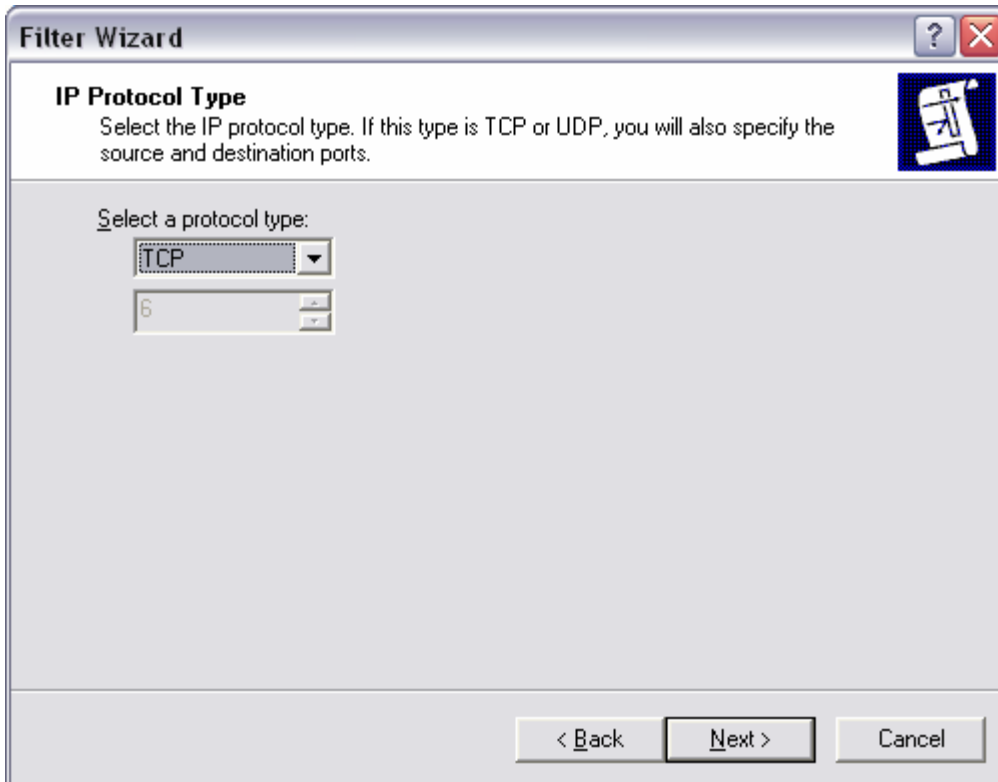 Filter Wizard
?
IP Protocol Type
Select the IP protocol type. If this type is TCP or UDP, you will also specify the
source and destination ports.
Select a protocol type:
TCP
6
< Back
Next >
Cancel